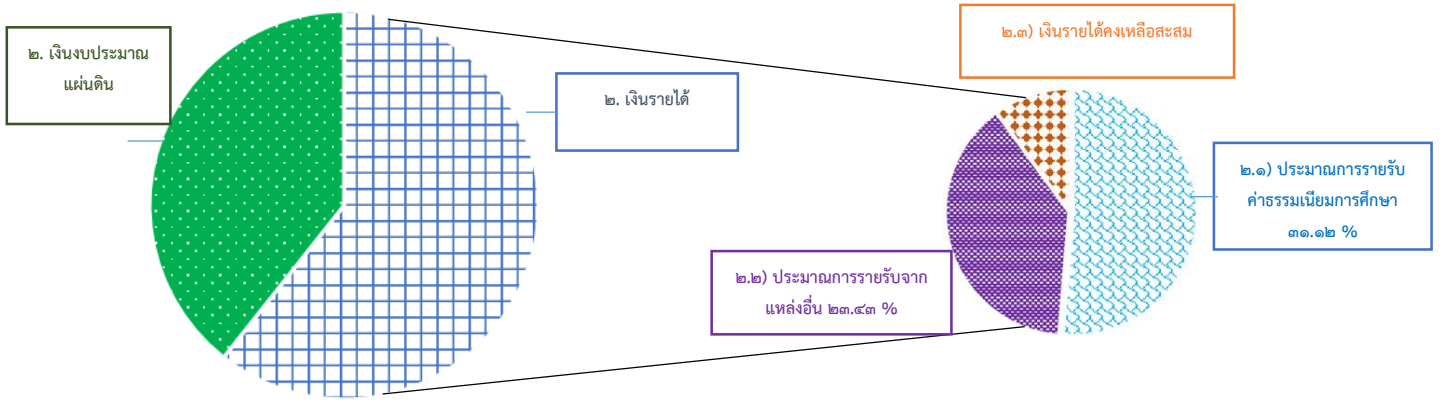 ๒. เงินงบประมาณ
แผ่นดิน
๒. เงินรายได้
๒.๓) เงินรายได้คงเหลือสะสม
๒.๑) ประมาณการรายรับ
ค่าธรรมเนียมการศึกษา
๓๑.๑๒ %
๒.๒) ประมาณการรายรับจาก
แหล่งอื่น ๒๓.๔๓ %